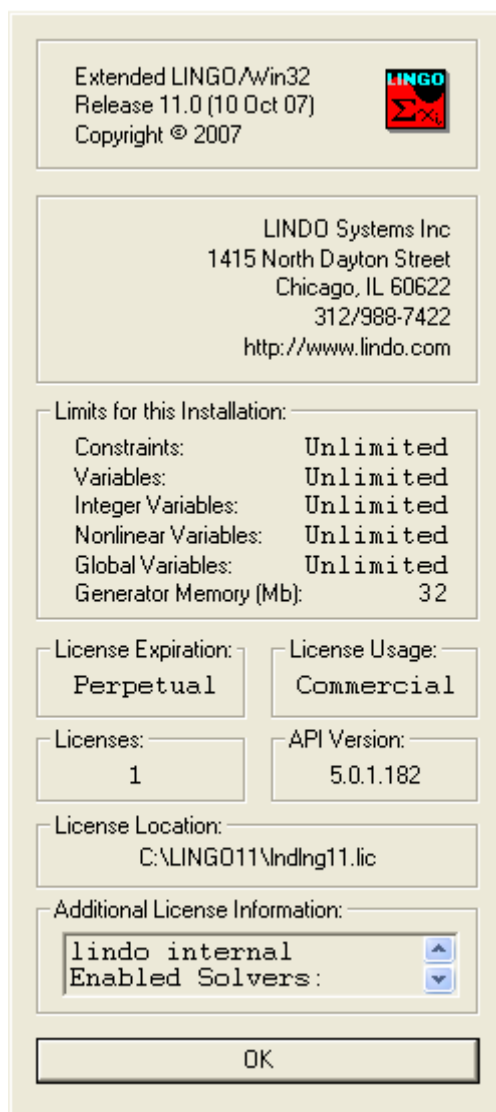 Extended LINGO/Win32
Release 11.0 (10 Oct 07)
Copyright © 2007
LINGO
Σxi
LINDO Systems Inc
1415 North Dayton Street
Chicago, IL 60622
312/988-7422
http://www.lindo.com
Limits for this Installation:
Constraints: Unlimited
Variables: Unlimited
Integer Variables: Unlimited
Nonlinear Variables: Unlimited
Global Variables: Unlimited
Generator Memory (Mb): 32
License Expiration:
Perpetual
License Usage:
Commercial
Licenses:
1
API Version:
5.0.1.182
License Location:
C:\LINGO11\lndlng11.lic
Additional License Information:
lindo internal
Enabled Solvers:
OK